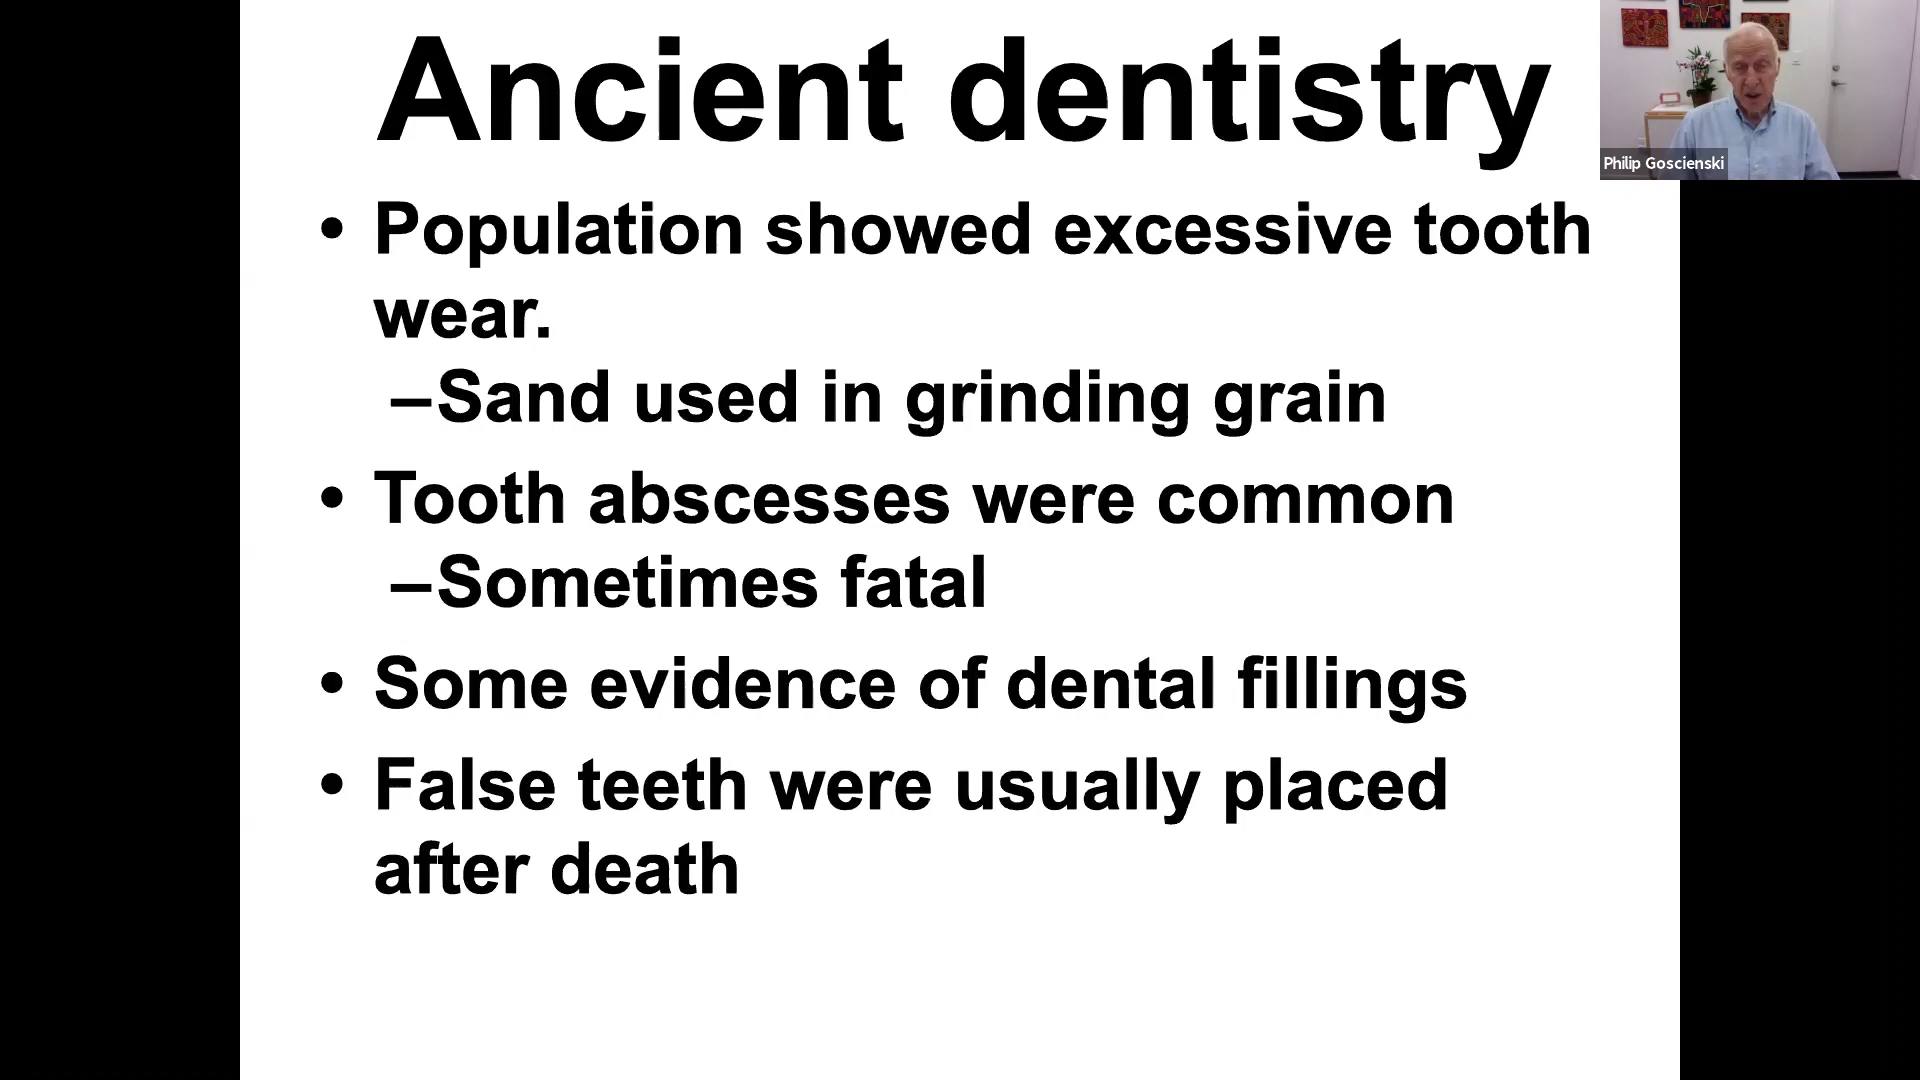 Ancient dentistry
Philip Goscienski
• Population showed excessive tooth
wear.
–Sand used in grinding grain
• Tooth abscesses were common
–Sometimes fatal
• Some evidence of dental fillings
• False teeth were usually placed
after death